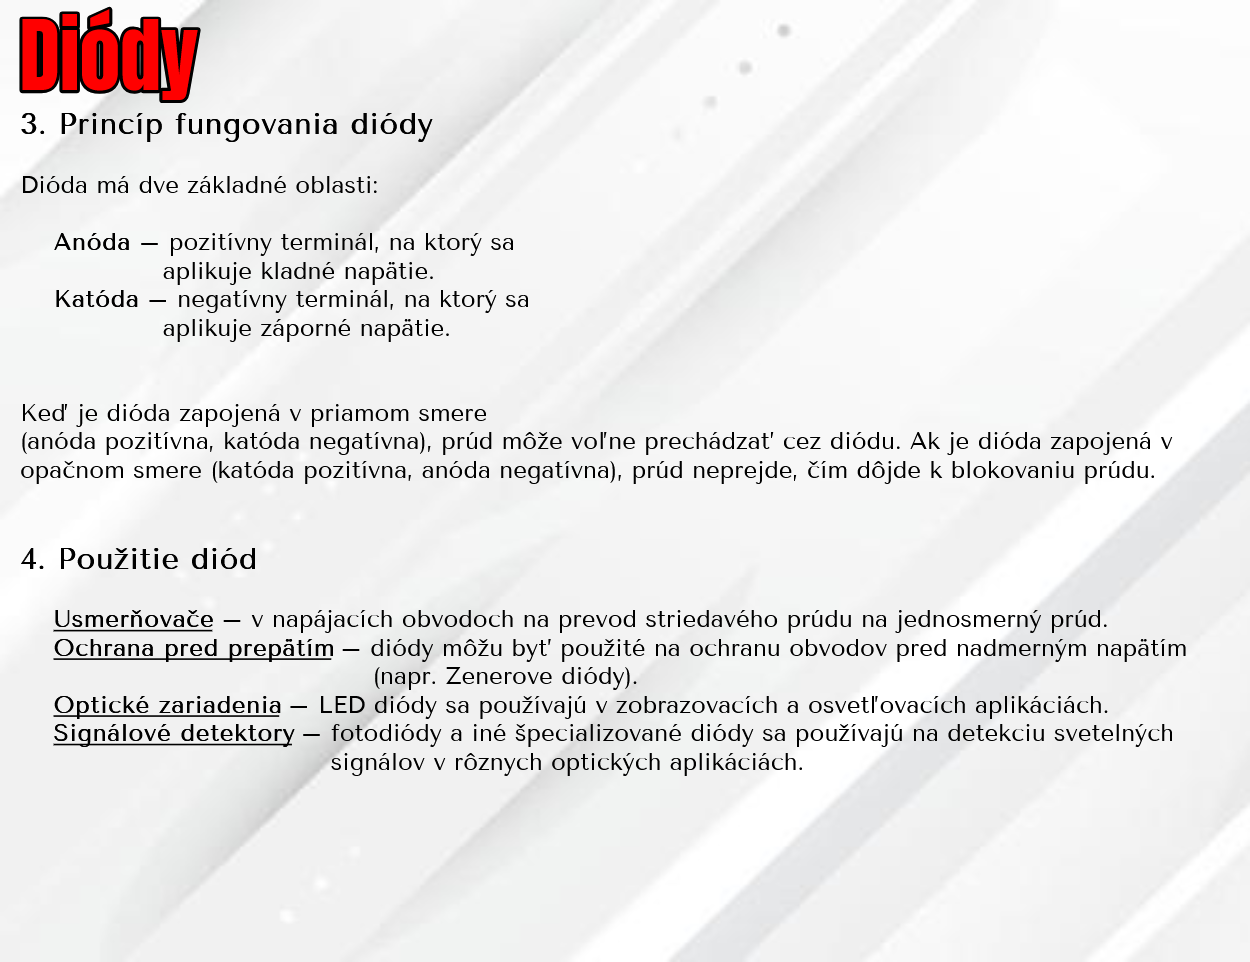 Diódy
3. Princíp fungovania diódy
Dióda má dve základné oblasti:
Anóda – pozitívny terminál, na ktorý sa
aplikuje kladné napätie.
Katóda – negatívny terminál, na ktorý sa
aplikuje záporné napätie.
Keď je dióda zapojená v priamom smere
(anóda pozitívna, katóda negatívna), prúd môže voľne prechádzať cez diódu. Ak je dióda zapojená v
opačnom smere (katóda pozitívna, anóda negatívna), prúd neprejde, čím dôjde k blokovaniu prúdu.
4. Použitie diód
Usmerňovače – v napájacích obvodoch na prevod striedavého prúdu na jednosmerný prúd.
Ochrana pred prepätím – diódy môžu byť použité na ochranu obvodov pred nadmerným napätím
(napr. Zenerove diódy).
Optické zariadenia – LED diódy sa používajú v zobrazovacích a osvetľovacích aplikáciách.
Signálové detektory – fotodiódy a iné špecializované diódy sa používajú na detekciu svetelných
signálov v rôznych optických aplikáciách.